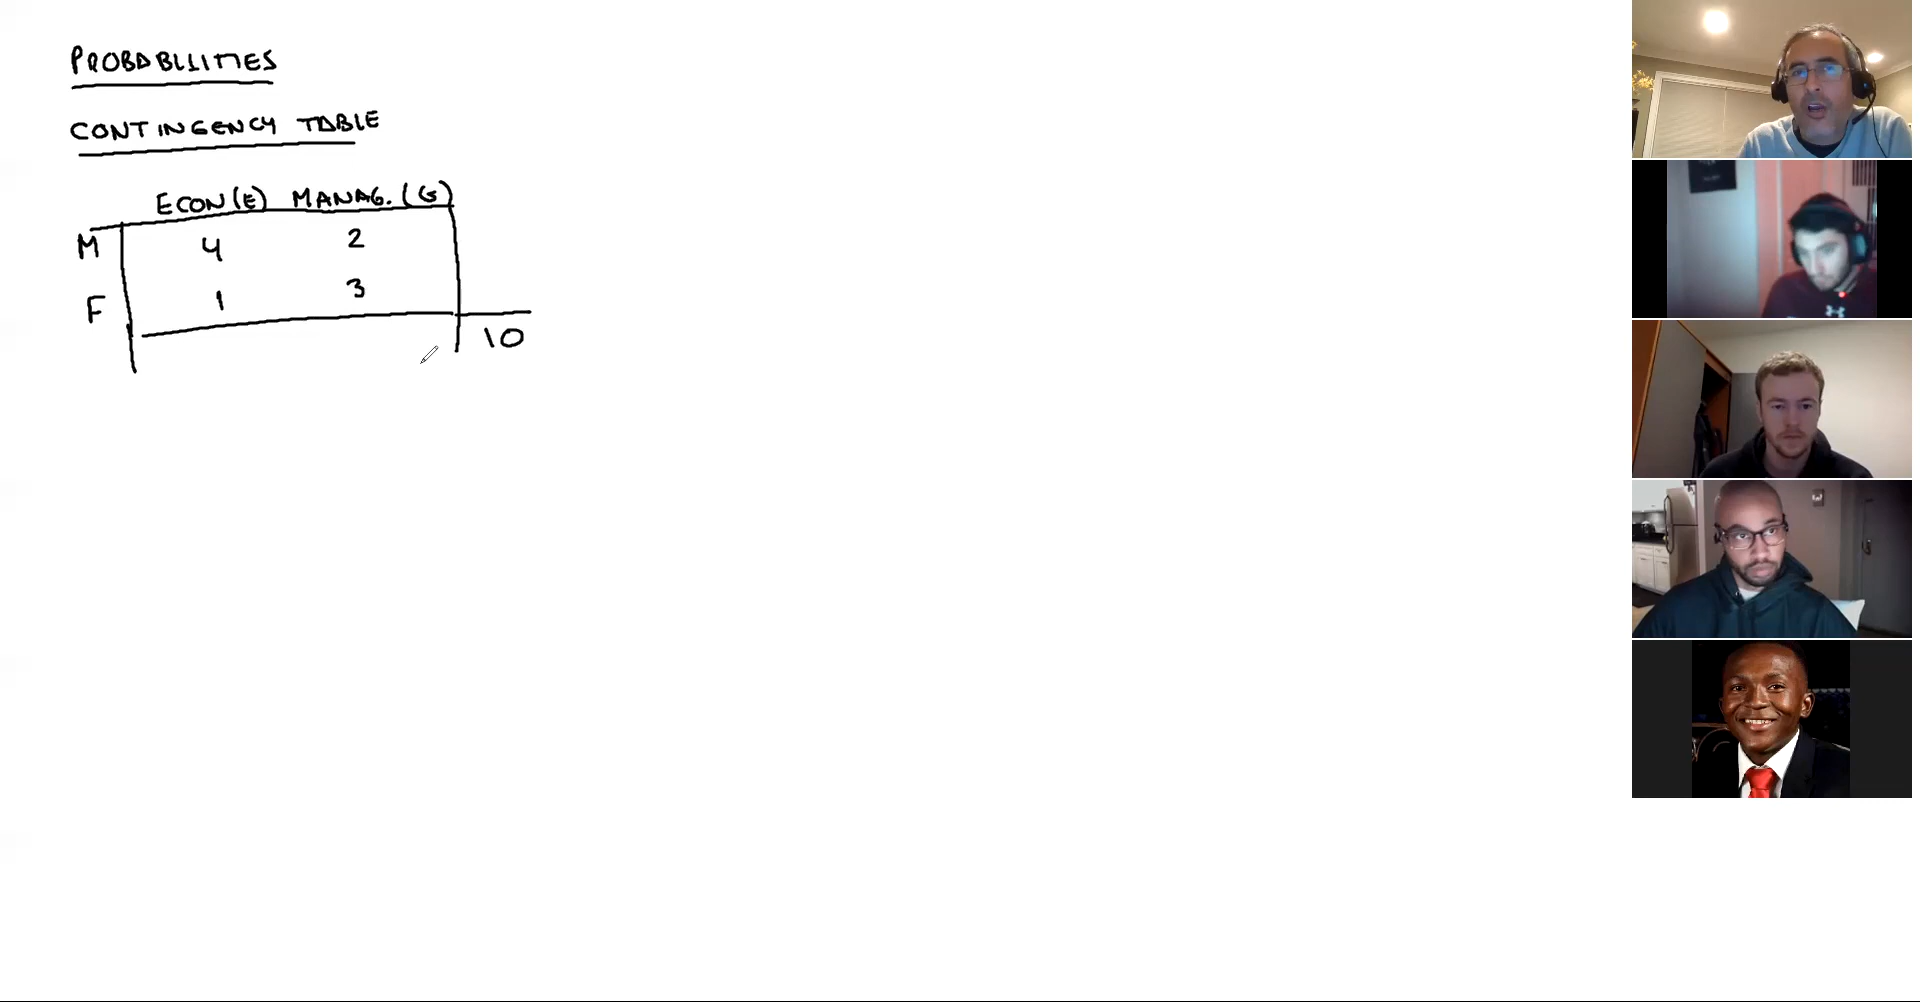 PROBABILITIES
CONTINGENCY TABLE
ECON(E) MANAG.(G)
M 4 2
F 1 3
10